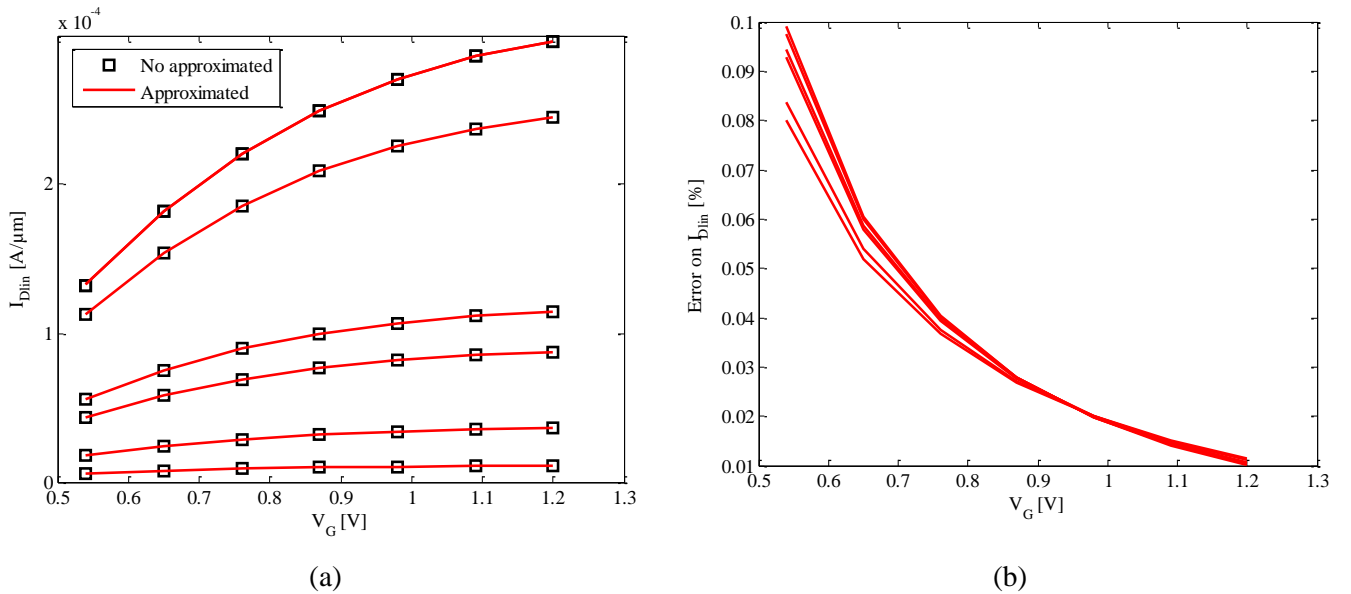 x 10⁻⁴
No approximated
Approximated
I_Dlin [A/μm]
2
1
0
0.5 0.6 0.7 0.8 0.9 1 1.1 1.2 1.3
V_G [V]
(a)
Error on I_Dlin [%]
0.1
0.09
0.08
0.07
0.06
0.05
0.04
0.03
0.02
0.01
0.5 0.6 0.7 0.8 0.9 1 1.1 1.2 1.3
V_G [V]
(b)